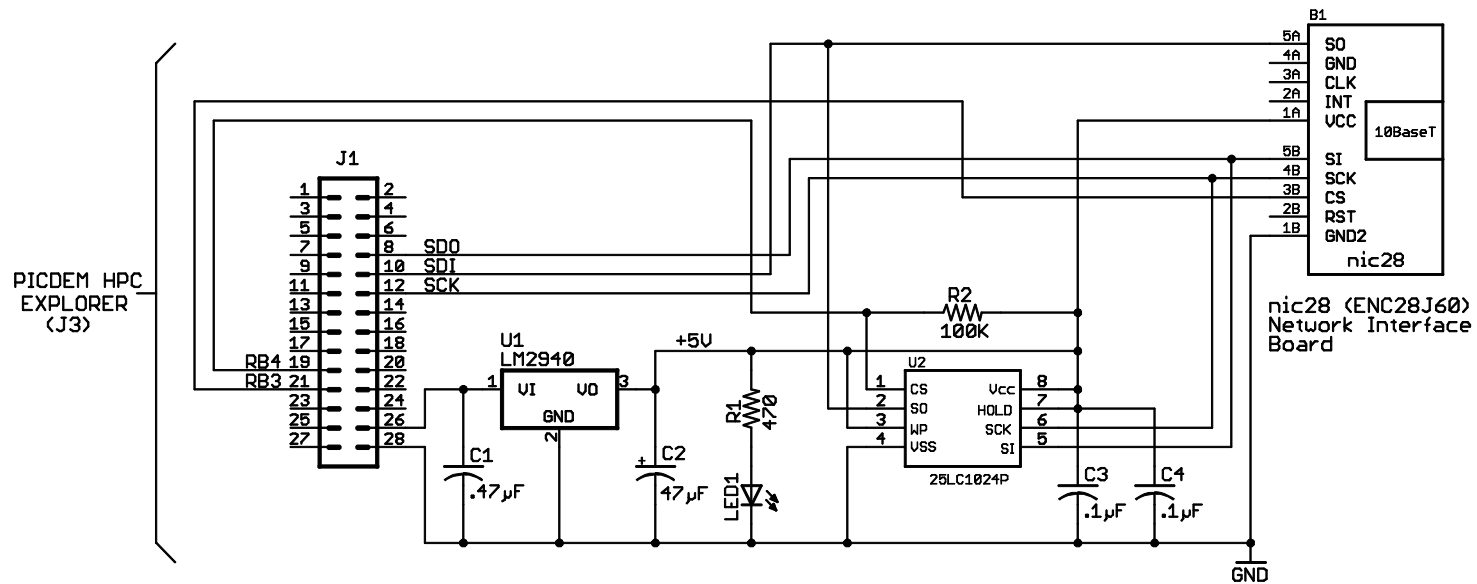 B1
5A SO
4A GND
3A CLK
2A INT
1A VCC
10BaseT
5B SI
4B SCK
3B CS
2B RST
1B GND2
nic28
nic28 (ENC28J60)
Network Interface
Board
J1
1 2
3 4
5 6
7 8 SDO
9 10 SDI
11 12 SCK
13 14
15 16
17 18
RB4 19 20
RB3 21 22
23 24
25 26
27 28
PICDEM HPC
EXPLORER
(J3)
U1
LM2940
1 VI VO 3
GND
2
+5V
C1
.47µF
C2
+
47µF
R1
470
LED1
R2
100K
U2
1 CS Vcc 8
2 SO HOLD 7
3 WP SCK 6
4 VSS SI 5
25LC1024P
C3
.1µF
C4
.1µF
GND